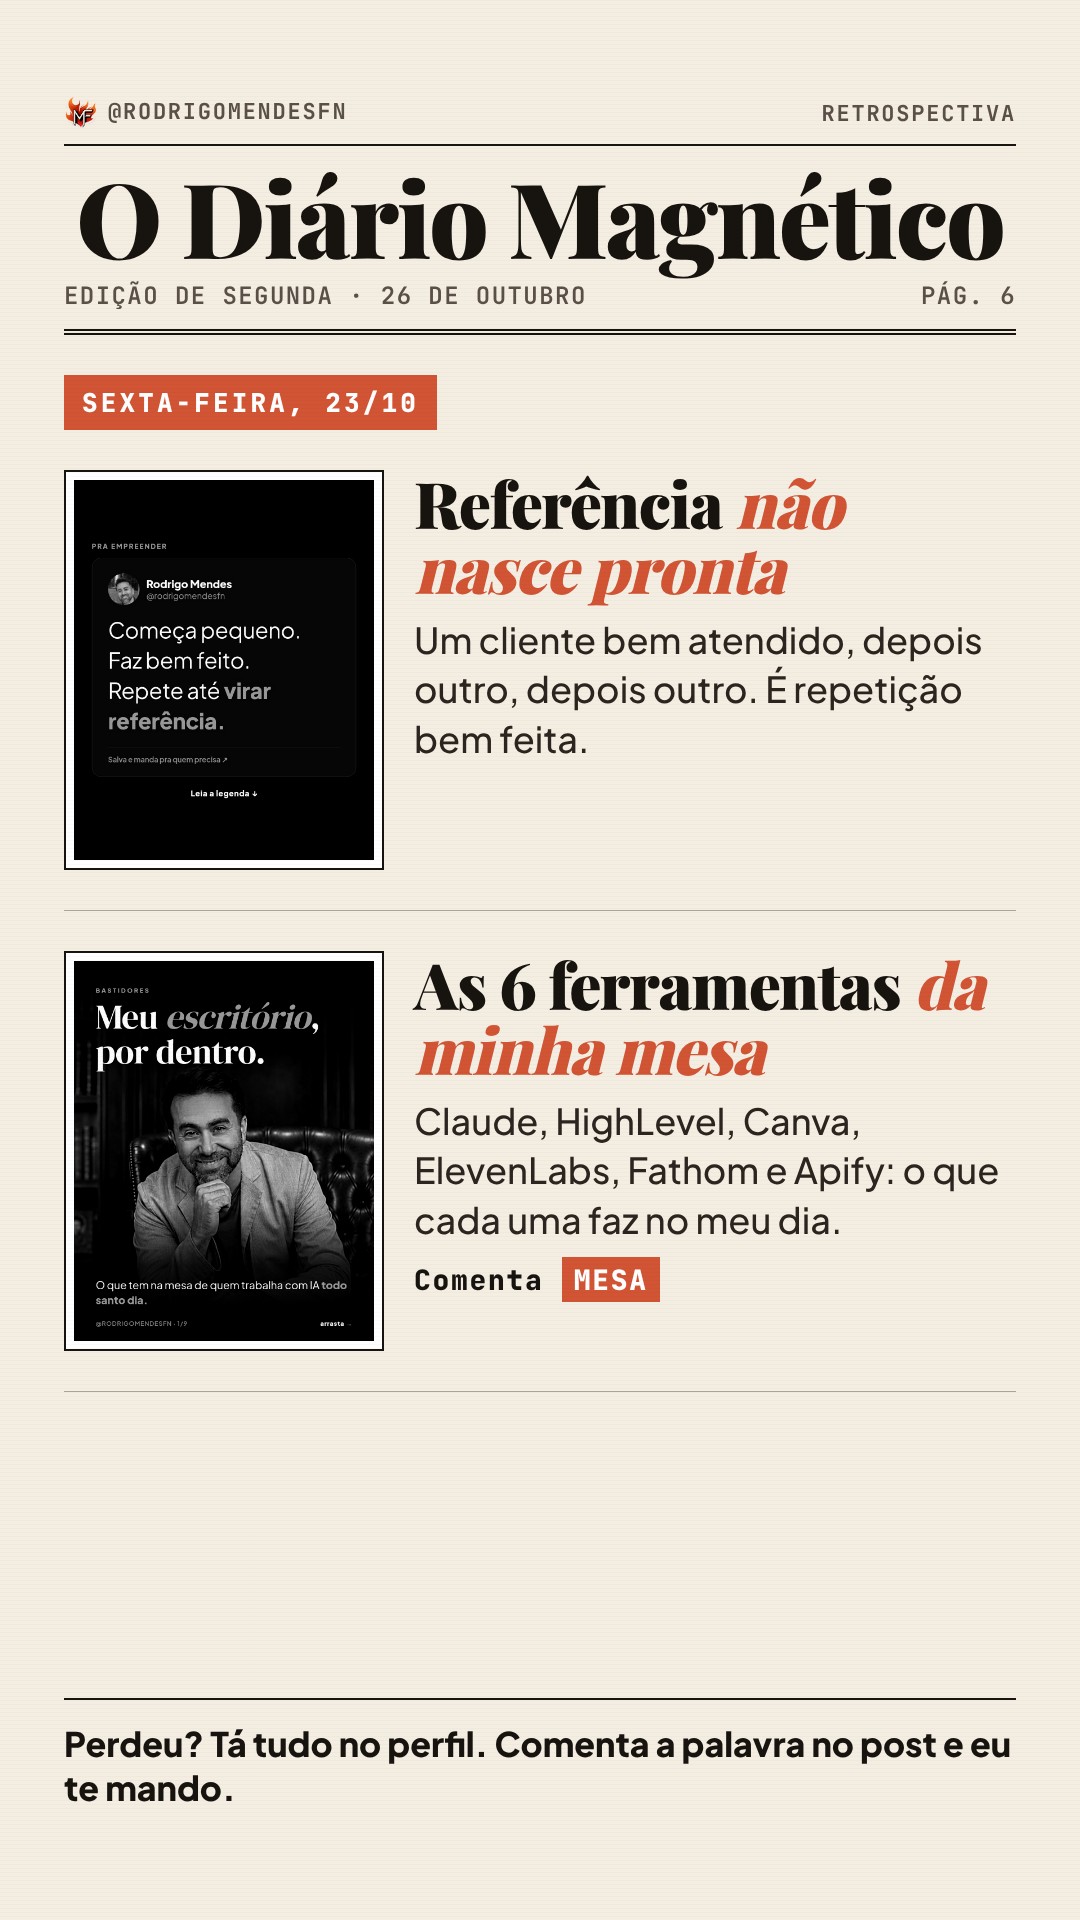 MF @RODRIGOMENDESFN
RETROSPECTIVA
O Diário Magnético
EDIÇÃO DE SEGUNDA · 26 DE OUTUBRO
PÁG. 6
SEXTA-FEIRA, 23/10
PRA EMPREENDER
Rodrigo Mendes
@rodrigomendesfn
Começa pequeno.
Faz bem feito.
Repete até virar
referência.
Salva e manda pra quem precisa ↗
Leia a legenda ↓
Referência não
nasce pronta
Um cliente bem atendido, depois
outro, depois outro. É repetição
bem feita.
BASTIDORES
Meu escritório,
por dentro.
O que tem na mesa de quem trabalha com IA todo
santo dia.
@RODRIGOMENDESFN · 1/9
arrasta
As 6 ferramentas da
minha mesa
Claude, HighLevel, Canva,
ElevenLabs, Fathom e Apify: o que
cada uma faz no meu dia.
Comenta MESA
Perdeu? Tá tudo no perfil. Comenta a palavra no post e eu
te mando.